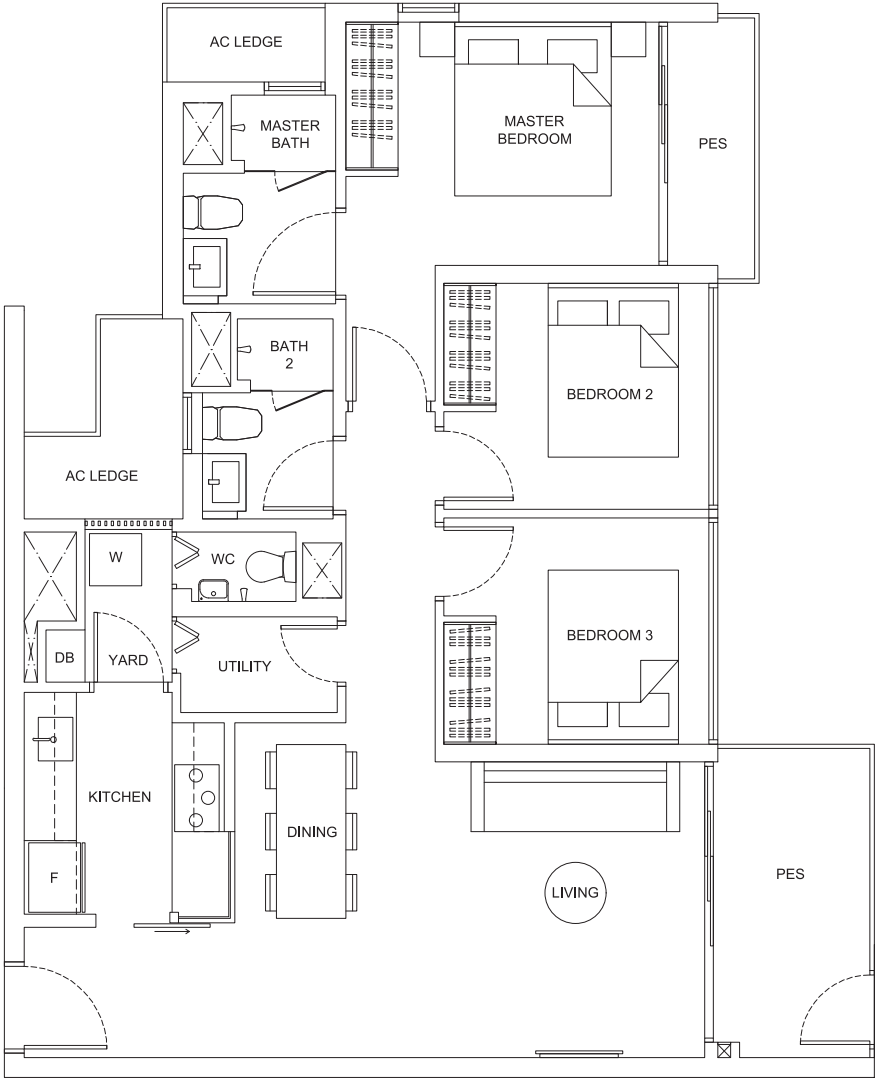 AC LEDGE
MASTER
BATH
MASTER
BEDROOM
PES
BATH
2
BEDROOM 2
AC LEDGE
W
WC
DB
YARD
UTILITY
BEDROOM 3
KITCHEN
DINING
F
LIVING
PES